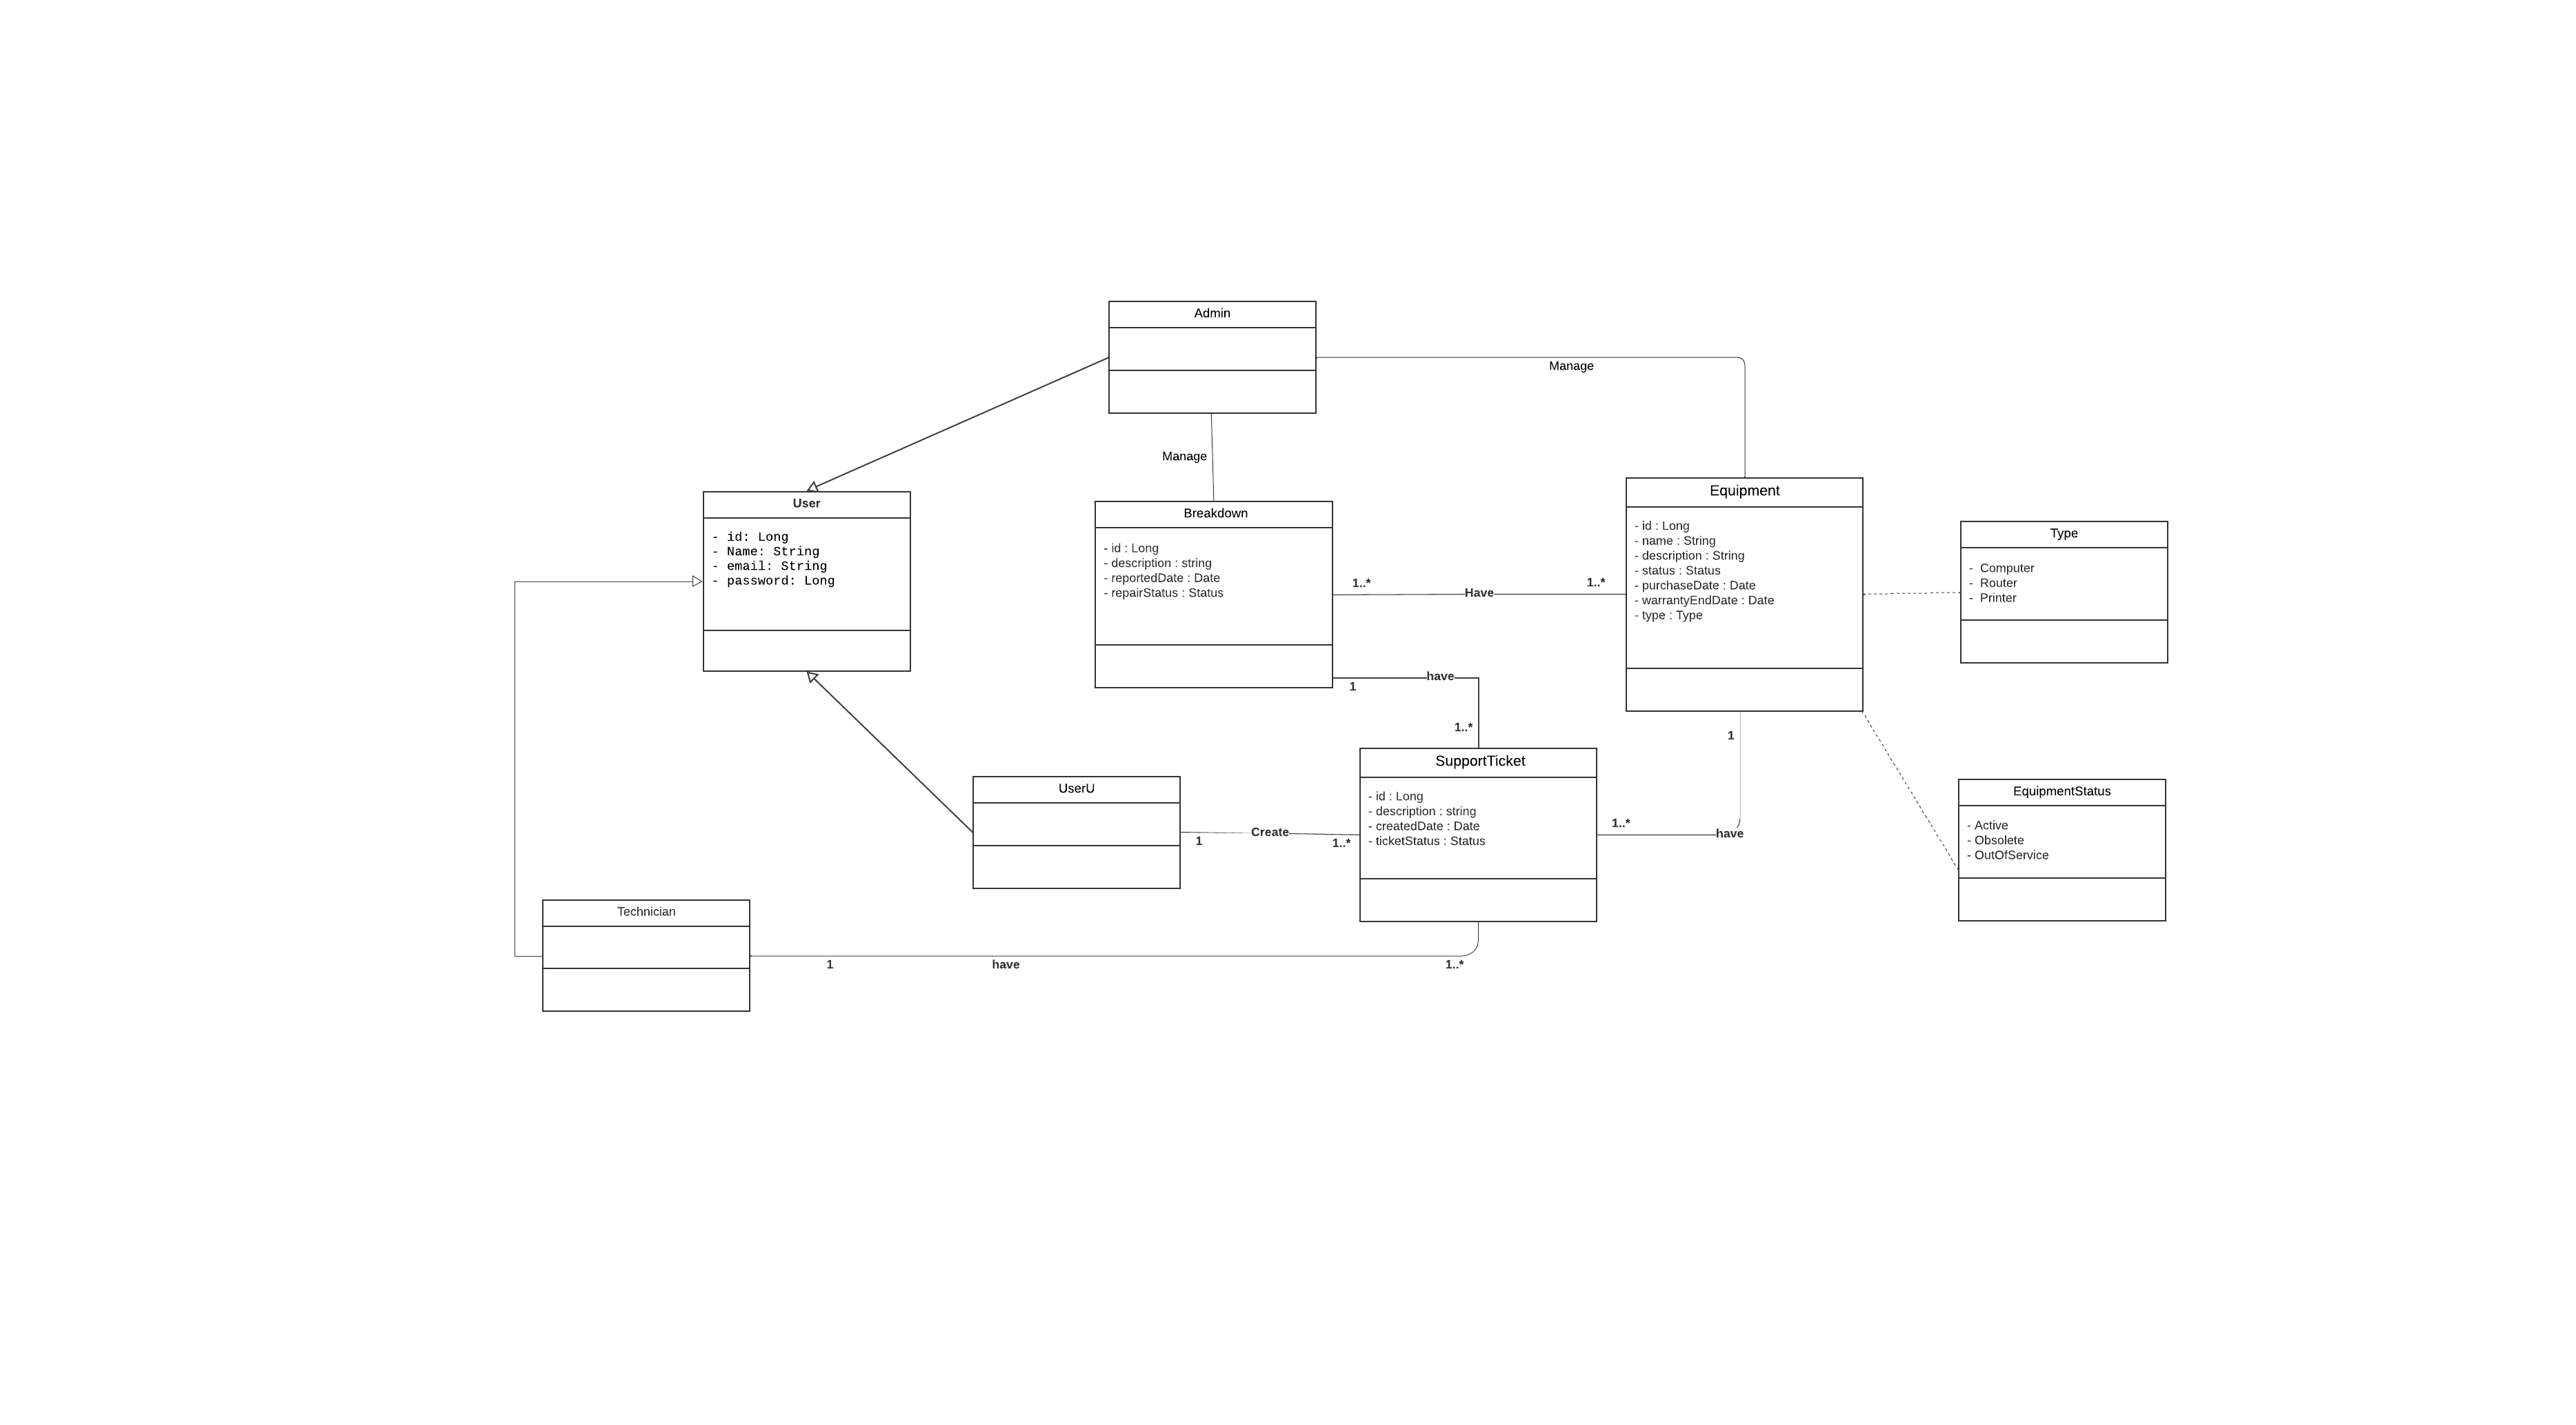 Admin
Manage
Manage
User
- id: Long
- Name: String
- email: String
- password: Long
Breakdown
- id : Long
- description : string
- reportedDate : Date
- repairStatus : Status
1..*
Have
1..*
Equipment
- id : Long
- name : String
- description : String
- status : Status
- purchaseDate : Date
- warrantyEndDate : Date
- type : Type
Type
- Computer
- Router
- Printer
1
have
1..*
1
UserU
1
Create
1..*
SupportTicket
- id : Long
- description : string
- createdDate : Date
- ticketStatus : Status
1..*
have
EquipmentStatus
- Active
- Obsolete
- OutOfService
Technician
1
have
1..*